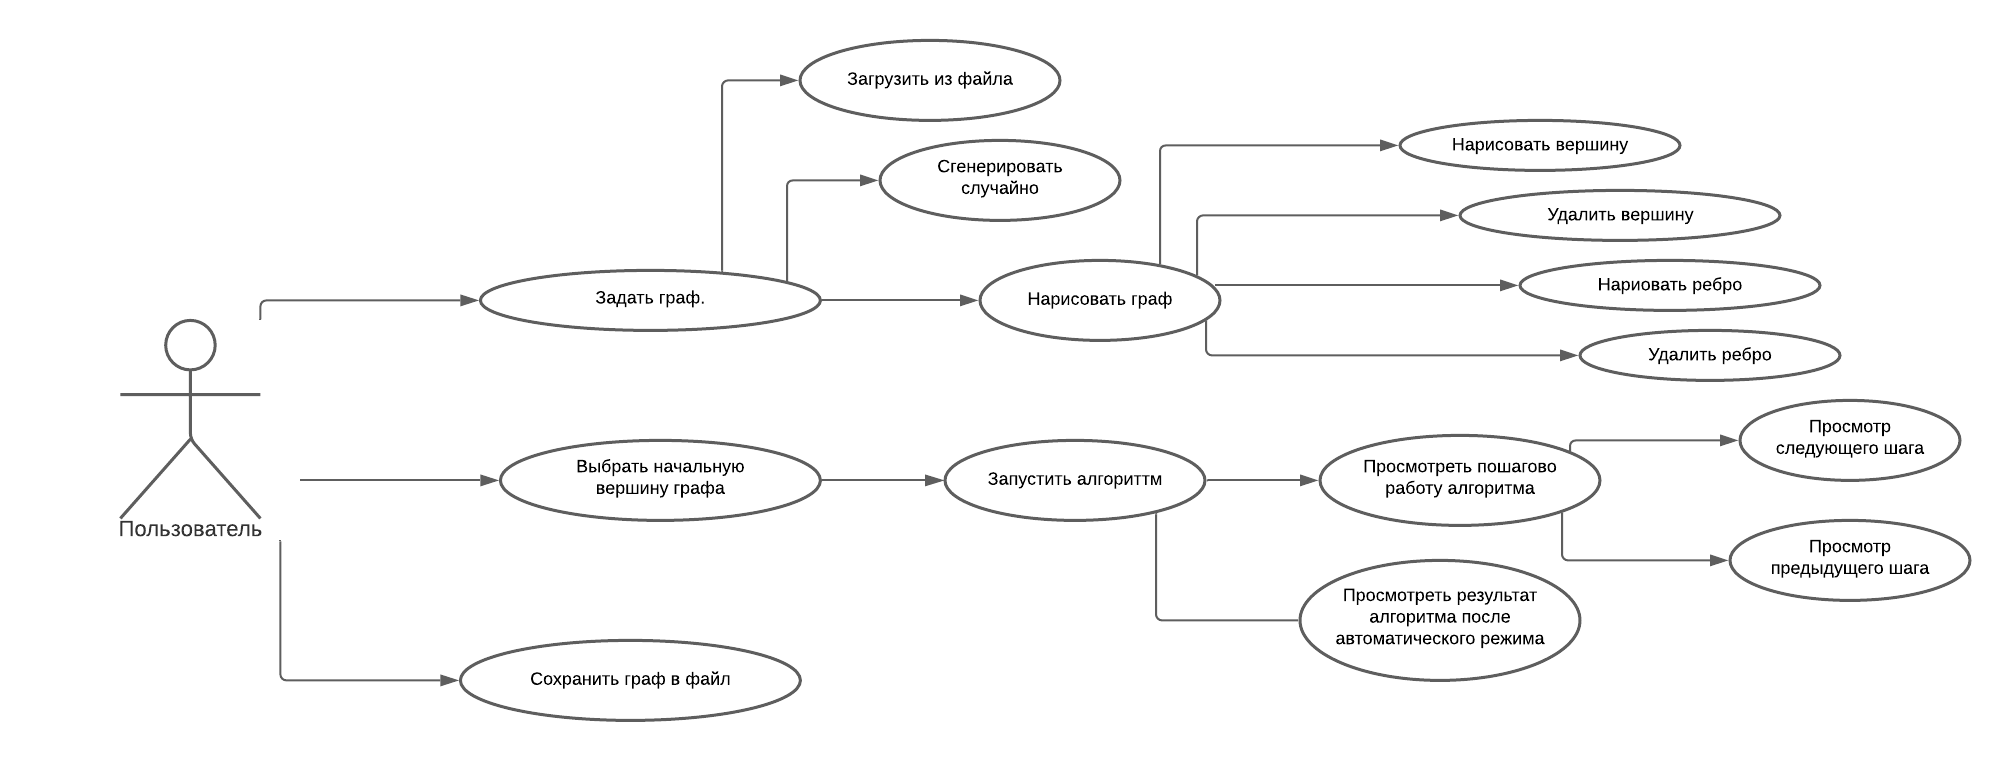 Загрузить из файла
Сгенерировать
случайно
Нарисовать вершину
Удалить вершину
Задать граф.
Нарисовать граф
Нариовать ребро
Удалить ребро
Пользователь
Выбрать начальную
вершину графа
Запустить алгориттм
Просмотреть пошагово
работу алгоритма
Просмотр
следующего шага
Просмотр
предыдущего шага
Просмотреть результат
алгоритма после
автоматического режима
Сохранить граф в файл